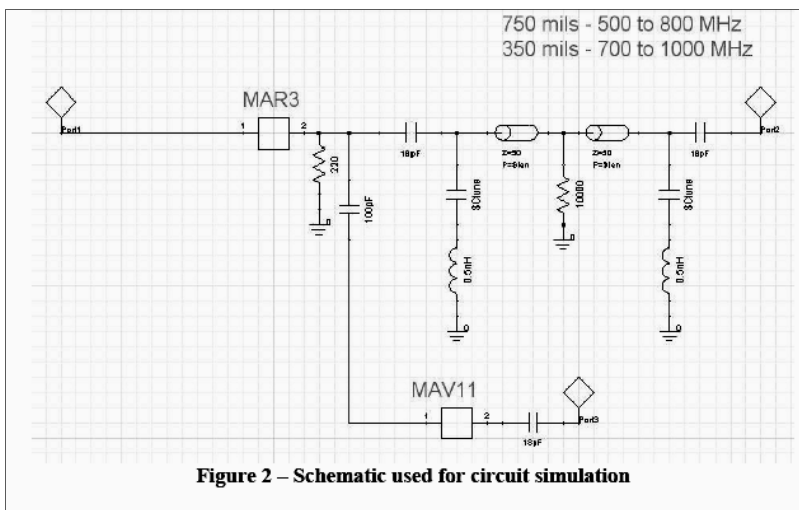 750 mils - 500 to 800 MHz
350 mils - 700 to 1000 MHz
MAR3
Port1
1
2
Port2
18pF
Z=50
Z=50
18pF
220
100pF
10000
0.5nH
0
0.5nH
0
MAV11
1
2
Port3
18pF
Figure 2 – Schematic used for circuit simulation